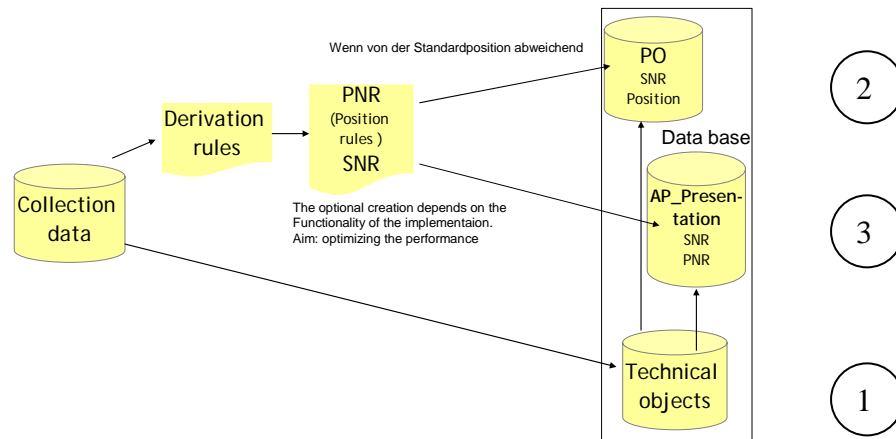 Wenn von der Standardposition abweichend
PO
SNR
Position
2
Derivation
rules
PNR
(Position
rules )
SNR
Data base
Collection
data
The optional creation depends on the
Functionality of the implementaion.
Aim: optimizing the performance
AP_Presen-
tation
SNR
PNR
3
Technical
objects
1